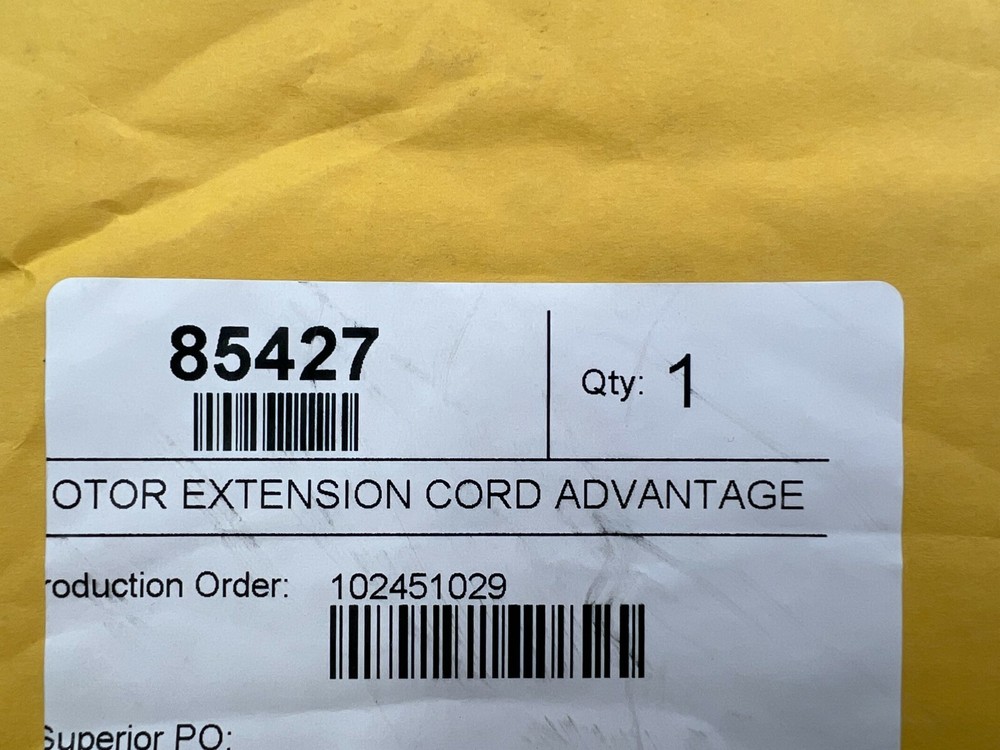 85427
Qty: 1
OTOR EXTENSION CORD ADVANTAGE
roduction Order: 102451029
Superior PO: